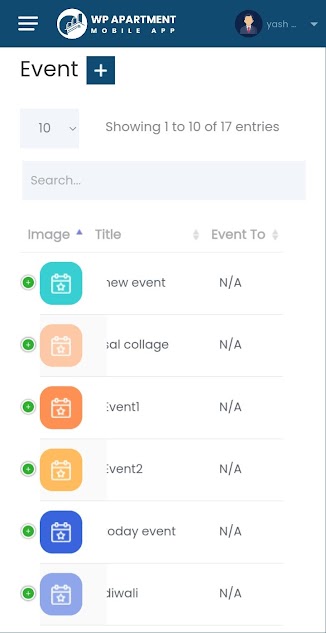 WP APARTMENT
MOBILE APP
yash ...
Event +
10
Showing 1 to 10 of 17 entries
Search...
Image Title Event To
new event N/A
sal collage N/A
Event1 N/A
Event2 N/A
oday event N/A
diwali N/A